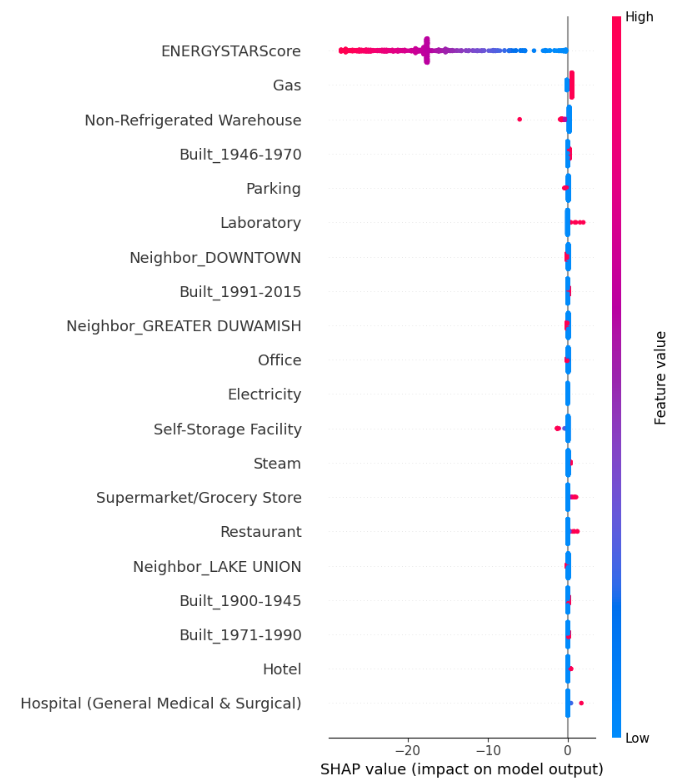 High
ENERGYSTARScore
Gas
Non-Refrigerated Warehouse
Built_1946-1970
Parking
Laboratory
Neighbor_DOWNTOWN
Built_1991-2015
Neighbor_GREATER DUWAMISH
Office
Electricity
Self-Storage Facility
Steam
Supermarket/Grocery Store
Restaurant
Neighbor_LAKE UNION
Built_1900-1945
Built_1971-1990
Hotel
Hospital (General Medical & Surgical)
Feature value
Low
−20 −10 0
SHAP value (impact on model output)